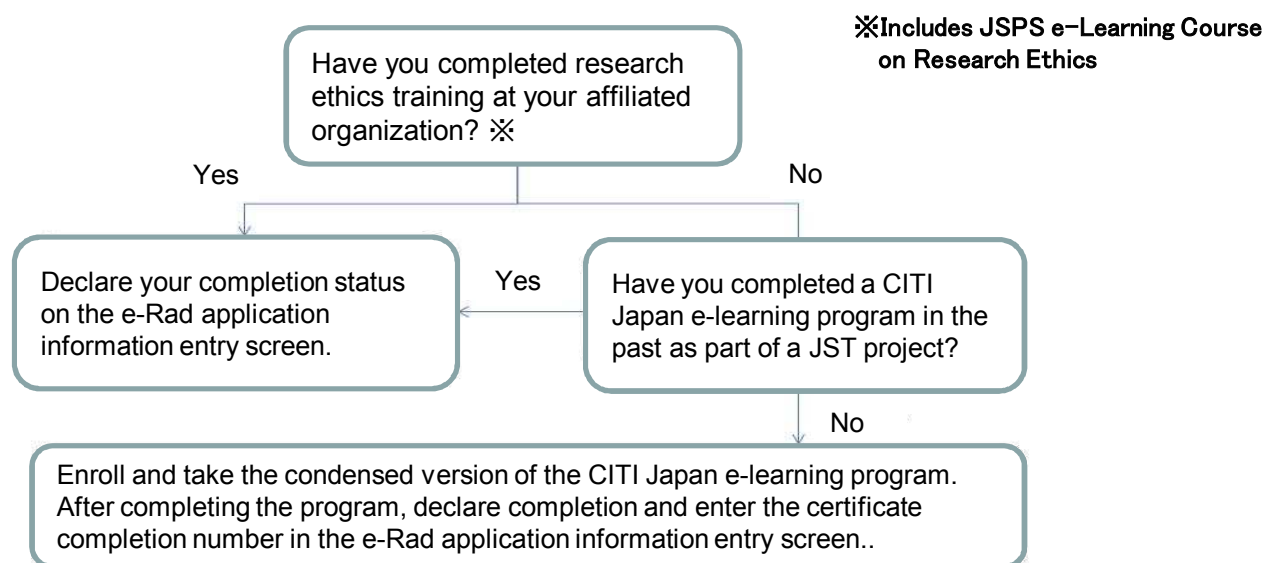 ※Includes JSPS e-Learning Course
on Research Ethics
Have you completed research
ethics training at your affiliated
organization? ※
Yes
No
Declare your completion status
on the e-Rad application
information entry screen.
Yes
Have you completed a CITI
Japan e-learning program in the
past as part of a JST project?
No
Enroll and take the condensed version of the CITI Japan e-learning program.
After completing the program, declare completion and enter the certificate
completion number in the e-Rad application information entry screen..